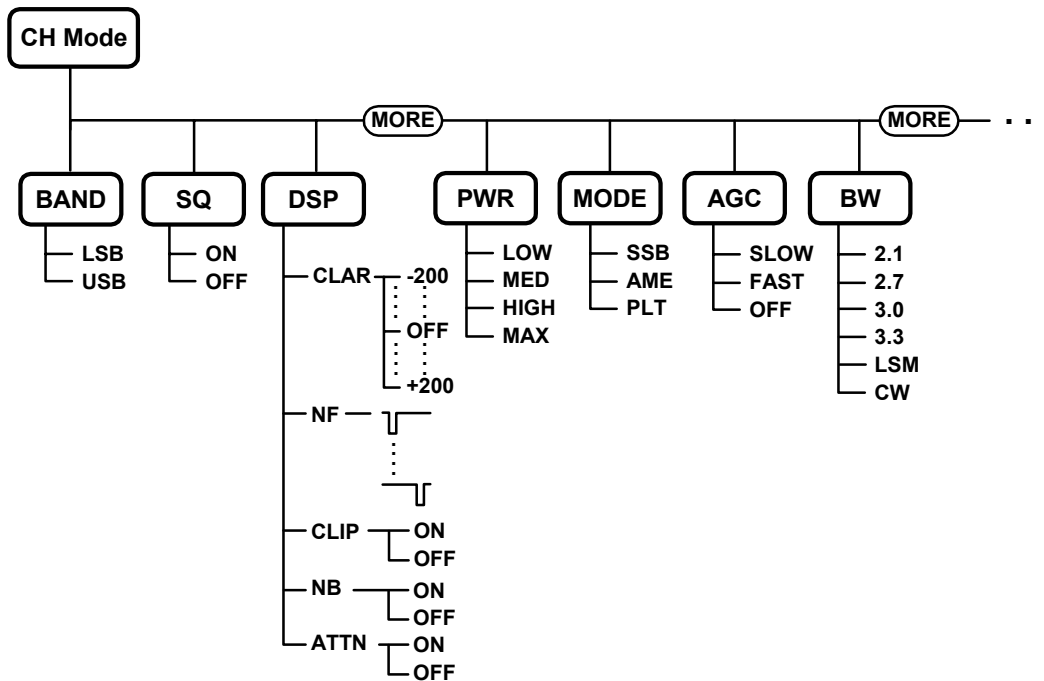 CH Mode
MORE
MORE
BAND
SQ
DSP
PWR
MODE
AGC
BW
LSB
USB
ON
OFF
CLAR
-200
OFF
+200
NF
CLIP
ON
OFF
NB
ON
OFF
ATTN
ON
OFF
LOW
MED
HIGH
MAX
SSB
AME
PLT
SLOW
FAST
OFF
2.1
2.7
3.0
3.3
LSM
CW